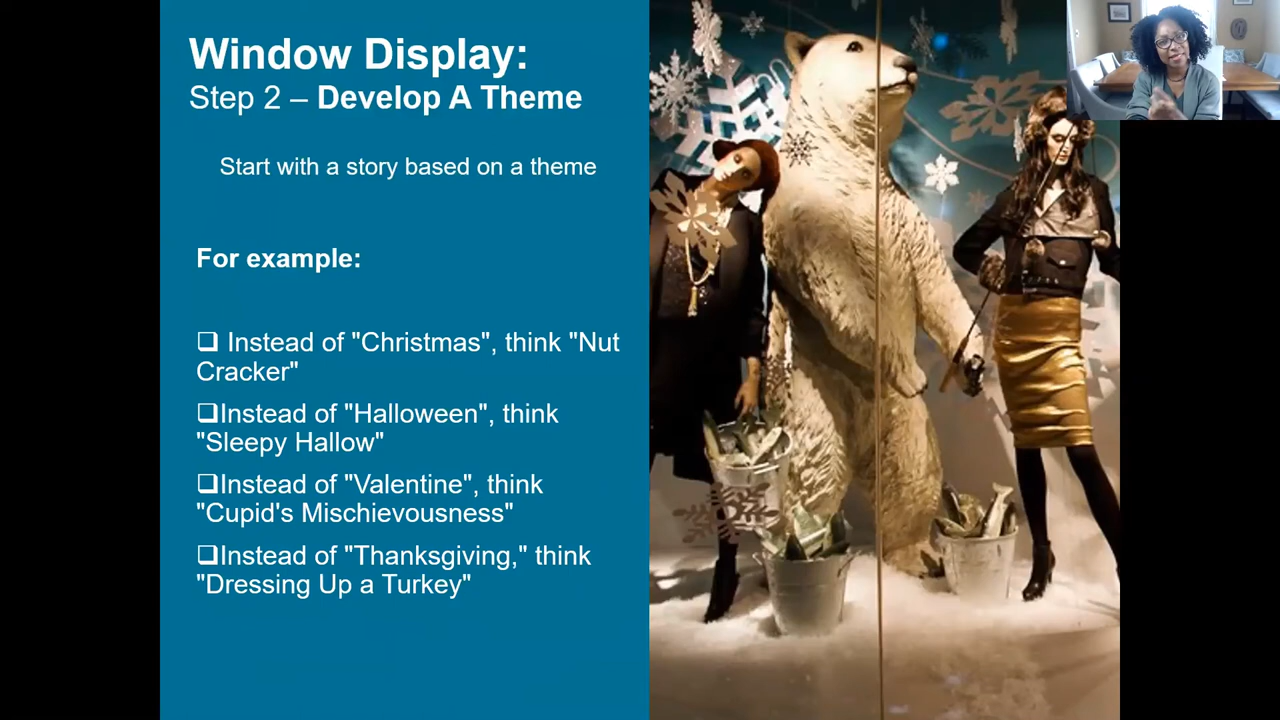 Window Display:
Step 2 – Develop A Theme
Start with a story based on a theme
For example:
❑ Instead of "Christmas", think "Nut
Cracker"
❑Instead of "Halloween", think
"Sleepy Hallow"
❑Instead of "Valentine", think
"Cupid's Mischievousness"
❑Instead of "Thanksgiving," think
"Dressing Up a Turkey"